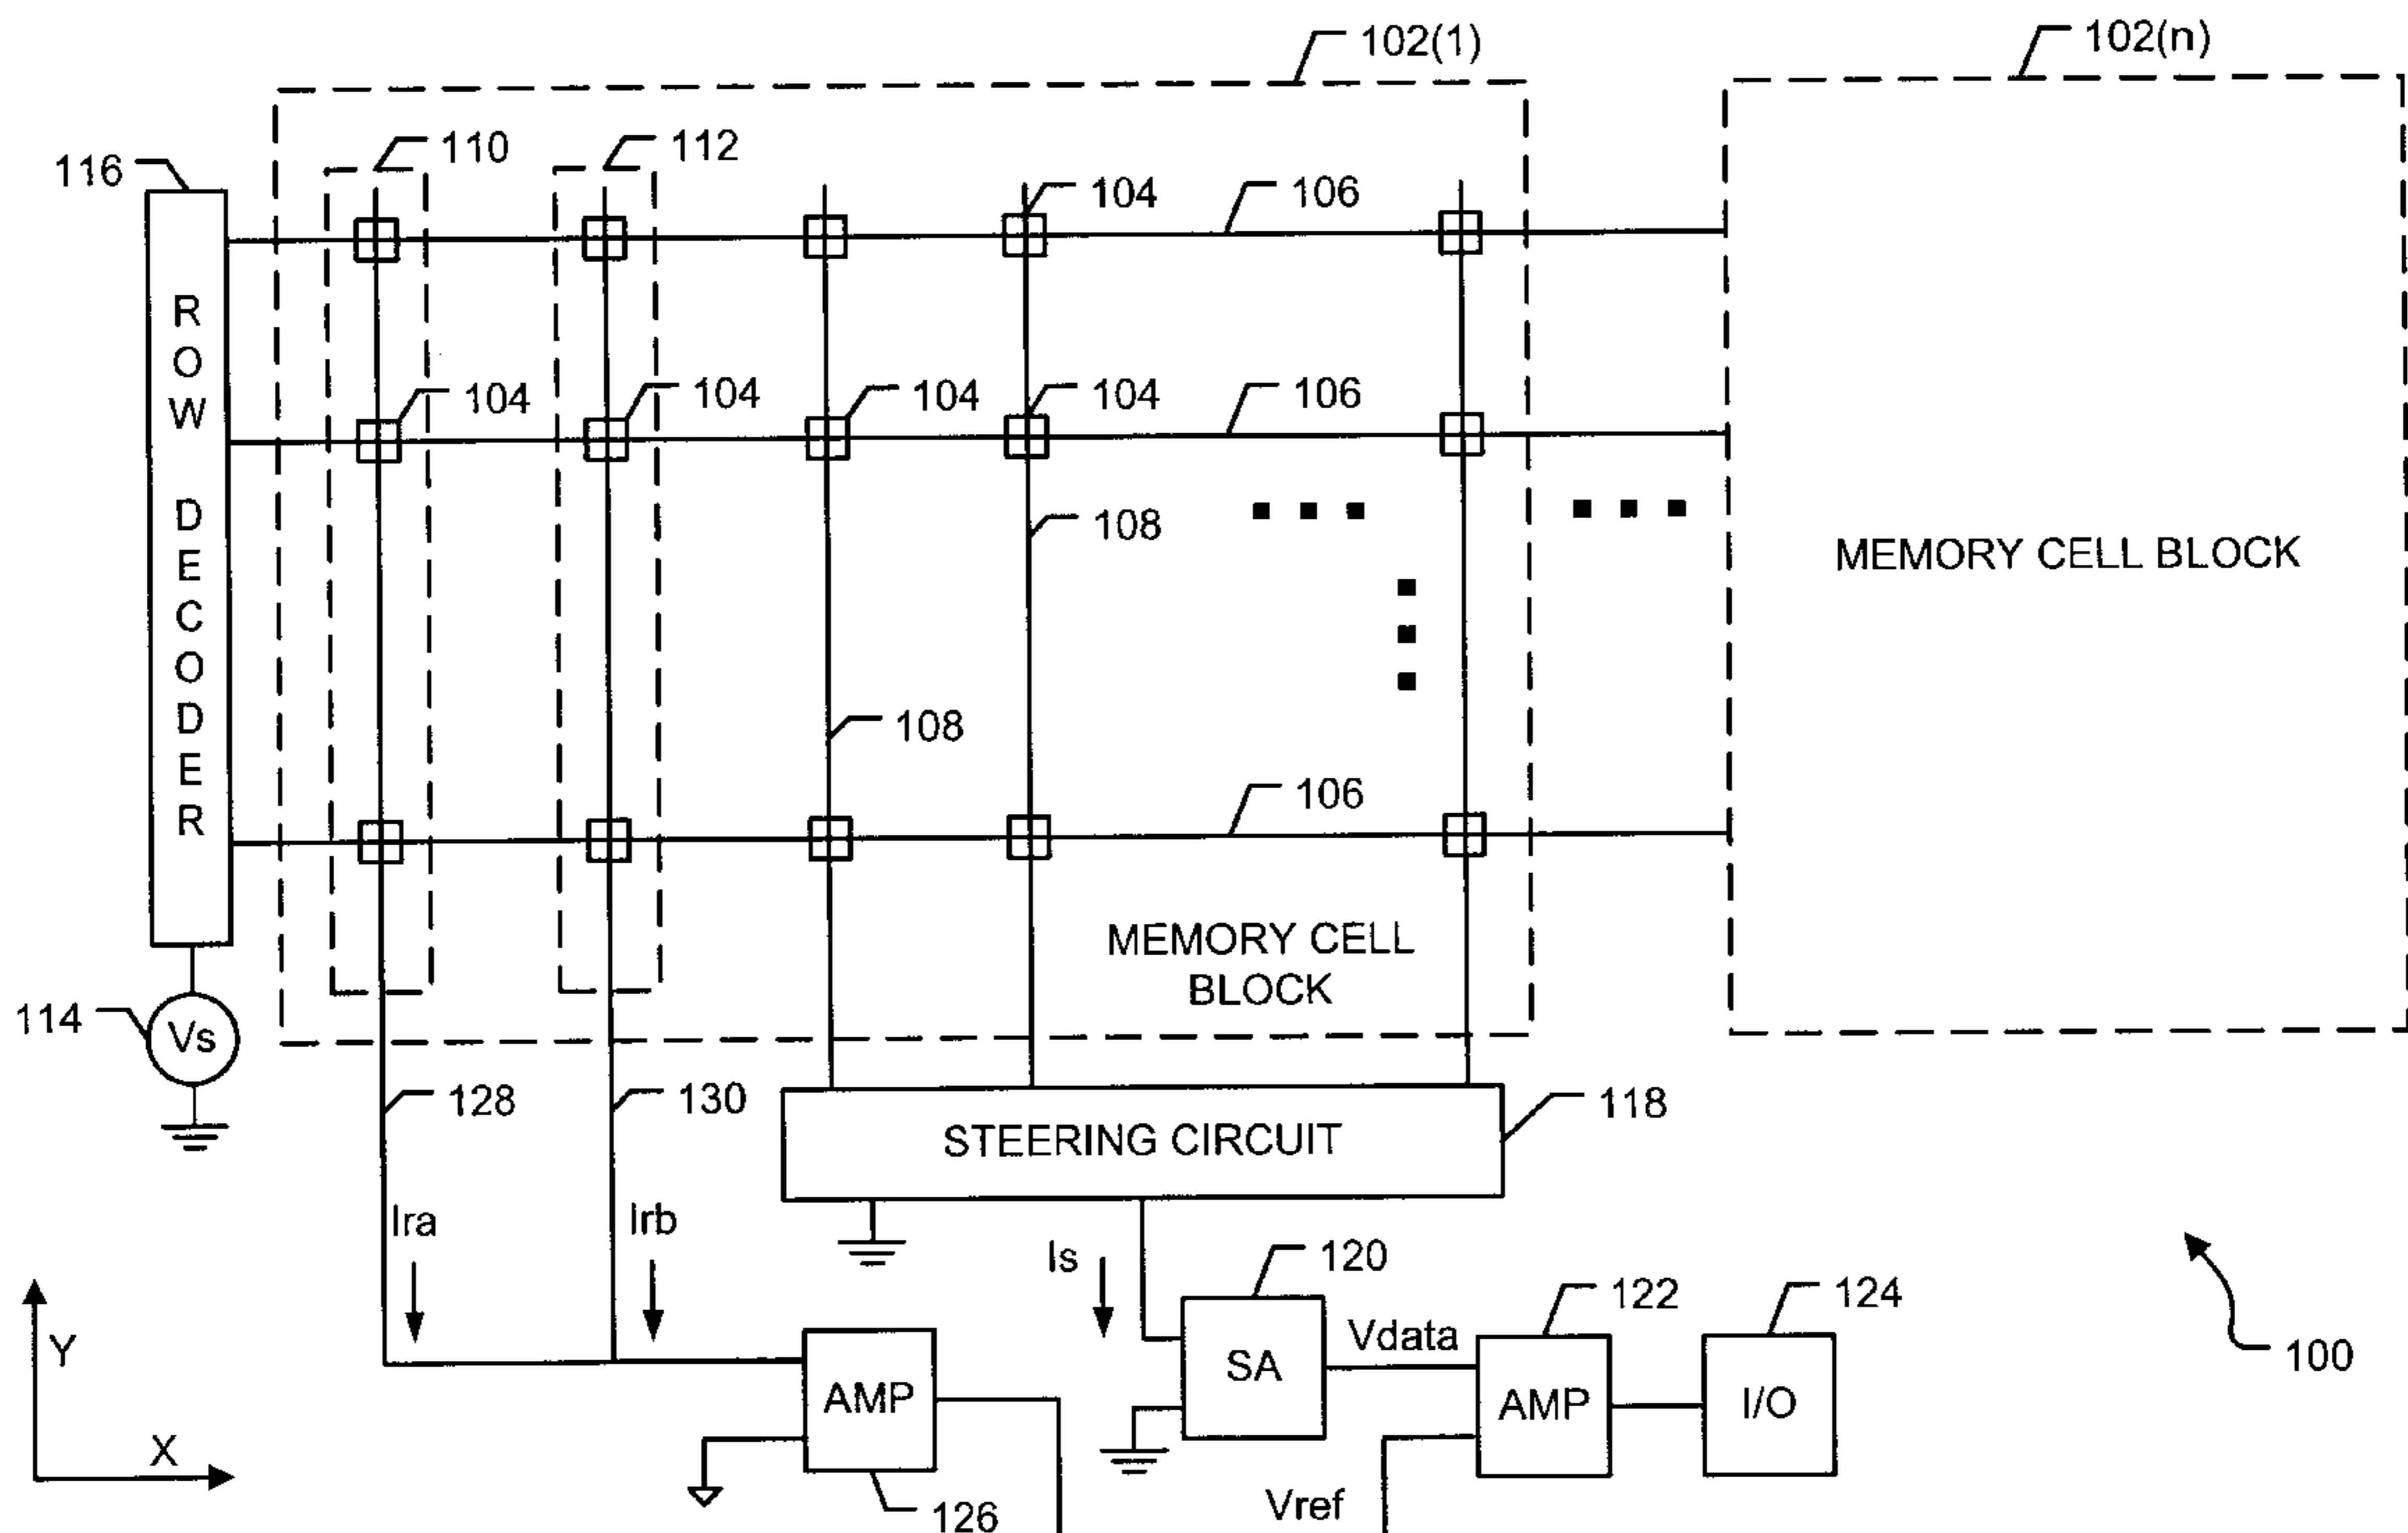 102(1)
102(n)
110
112
116
104
106
ROW DECODER
104
104
104
104
106
108
MEMORY CELL BLOCK
108
106
MEMORY CELL
BLOCK
114
Vs
128
130
118
STEERING CIRCUIT
Ira
Irb
Is
120
122
124
Y
Vdata
100
SA
AMP
AMP
I/O
X
Vref
126